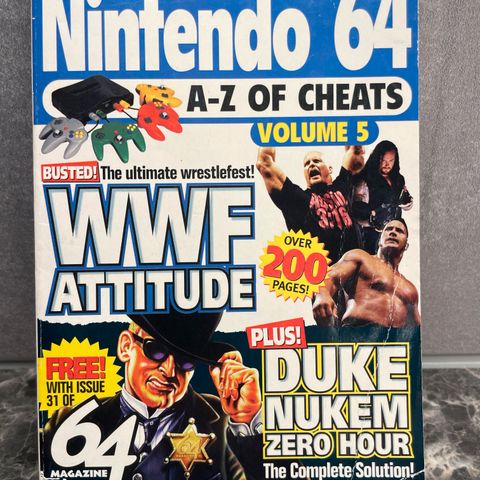 Nintendo 64
A-Z OF CHEATS
VOLUME 5
BUSTED! The ultimate wrestlefest!
WWF
ATTITUDE
OVER
200
PAGES!
FREE!
WITH ISSUE
31 OF
64
MAGAZINE
PLUS!
DUKE
NUKEM
ZERO HOUR
The Complete Solution!